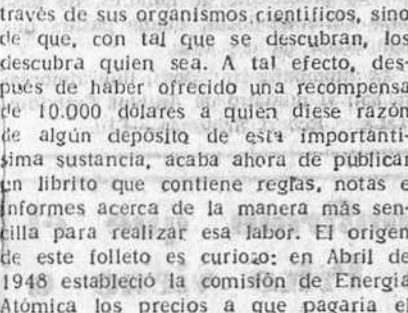 través de sus organismos científicos, sino
de que, con tal que se descubran, los
descubra quien sea. A tal efecto, des-
pués de haber ofrecido una recompensa
de 10.000 dólares a quien diese razón
de algún depósito de esta importantí-
sima sustancia, acaba ahora de publicar
un librito que contiene reglas, notas e
informes acerca de la manera más sen-
cilla para realizar esa labor. El origen
de este folleto es curioso: en Abril de
1948 estableció la comisión de Energía
Atómica los precios a que pagaría el